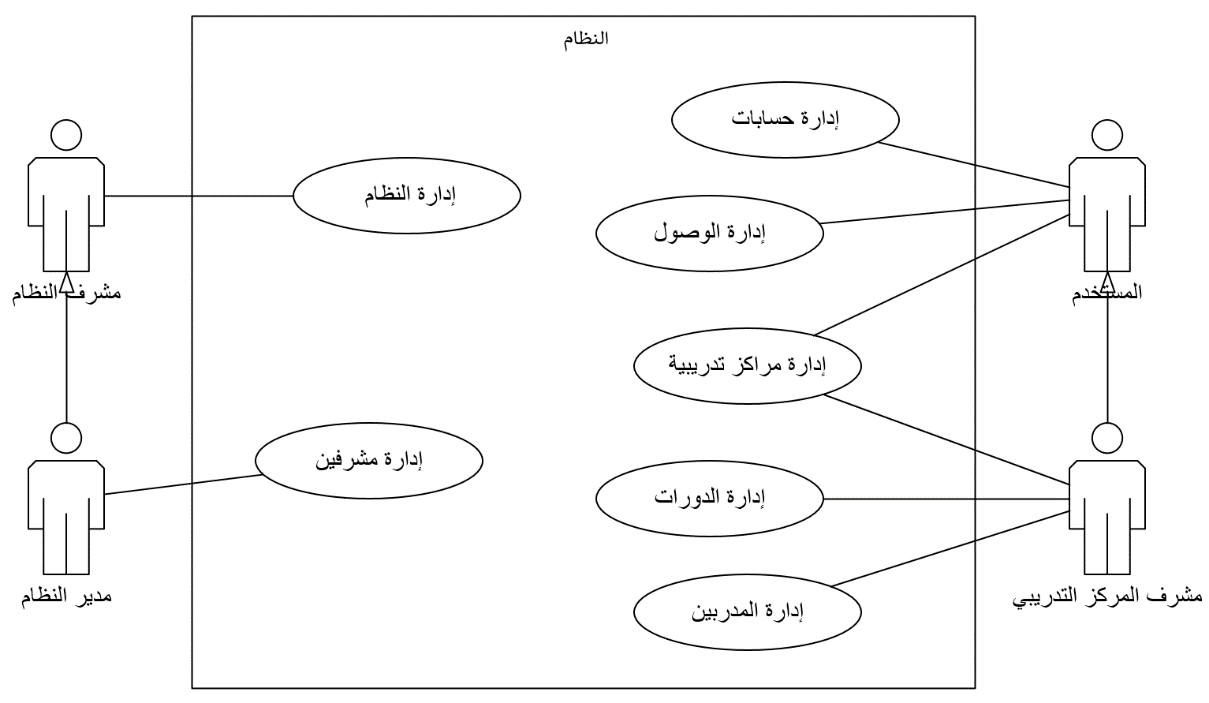 النظام
إدارة حسابات
إدارة النظام
إدارة الوصول
مشرف النظام
المستخدم
إدارة مراكز تدريبية
إدارة مشرفين
إدارة الدورات
مدير النظام
مشرف المركز التدريبي
إدارة المدربين